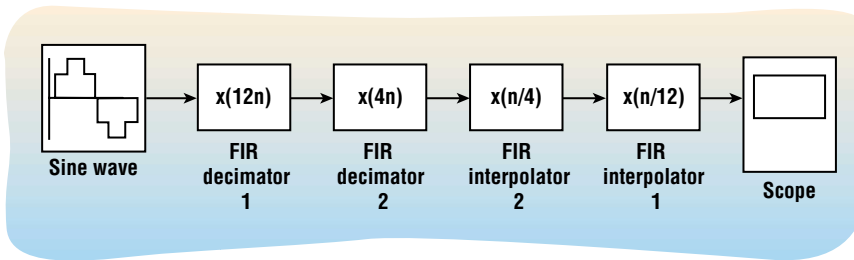 x(12n)
x(4n)
x(n/4)
x(n/12)
Sine wave
FIR
decimator
1
FIR
decimator
2
FIR
interpolator
2
FIR
interpolator
1
Scope